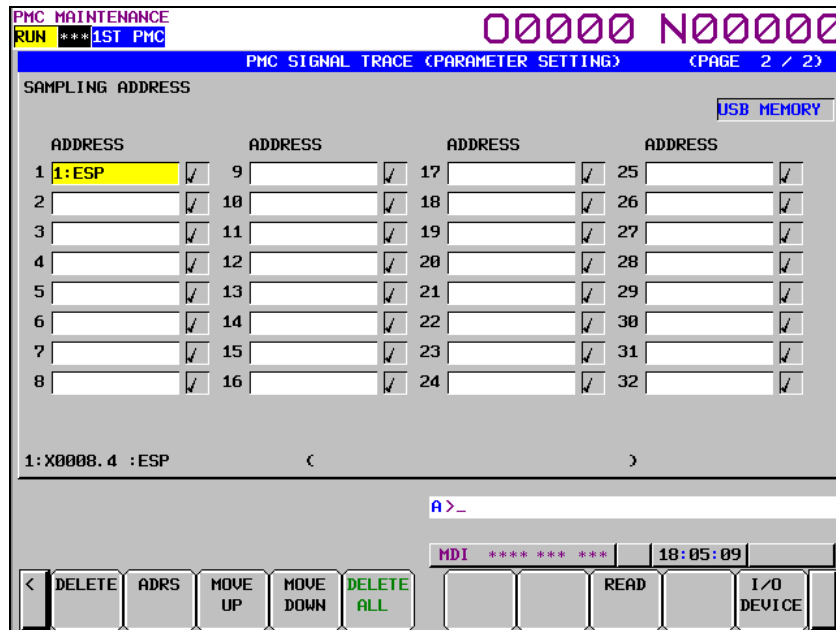 PMC MAINTENANCE
RUN ***1ST PMC
O0000 N00000
PMC SIGNAL TRACE (PARAMETER SETTING) (PAGE 2 / 2)
SAMPLING ADDRESS
USB MEMORY
ADDRESS ADDRESS ADDRESS ADDRESS
1 1:ESP 9 17 25
2 10 18 26
3 11 19 27
4 12 20 28
5 13 21 29
6 14 22 30
7 15 23 31
8 16 24 32
1:X0008.4 :ESP ( )
A>_
MDI **** *** *** 18:05:09
< DELETE ADRS MOVE UP MOVE DOWN DELETE ALL READ I/O DEVICE